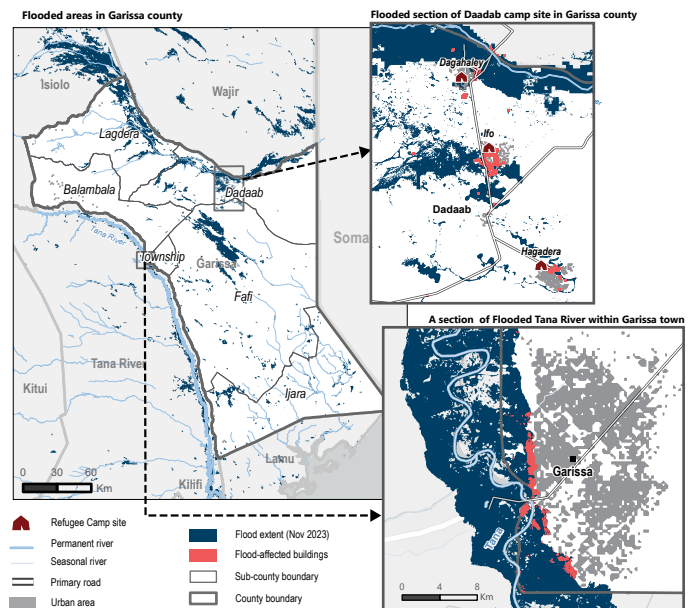 Flooded areas in Garissa county
Flooded section of Daadab camp site in Garissa county
Isiolo
Wajir
Lagdera
Balambala
Dadaab
Tana River
Township
Garissa
Soma
Fafi
Tana River
Kitui
Ijara
Lamu
Kilifi
0 30 60
Km
Dagahaley
Ifo
Dadaab
Hagadera
A section of Flooded Tana River within Garissa town
Garissa
Tana
0 4 8
Km
Refugee Camp site
Permanent river
Seasonal river
Primary road
Urban area
Flood extent (Nov 2023)
Flood-affected buildings
Sub-county boundary
County boundary